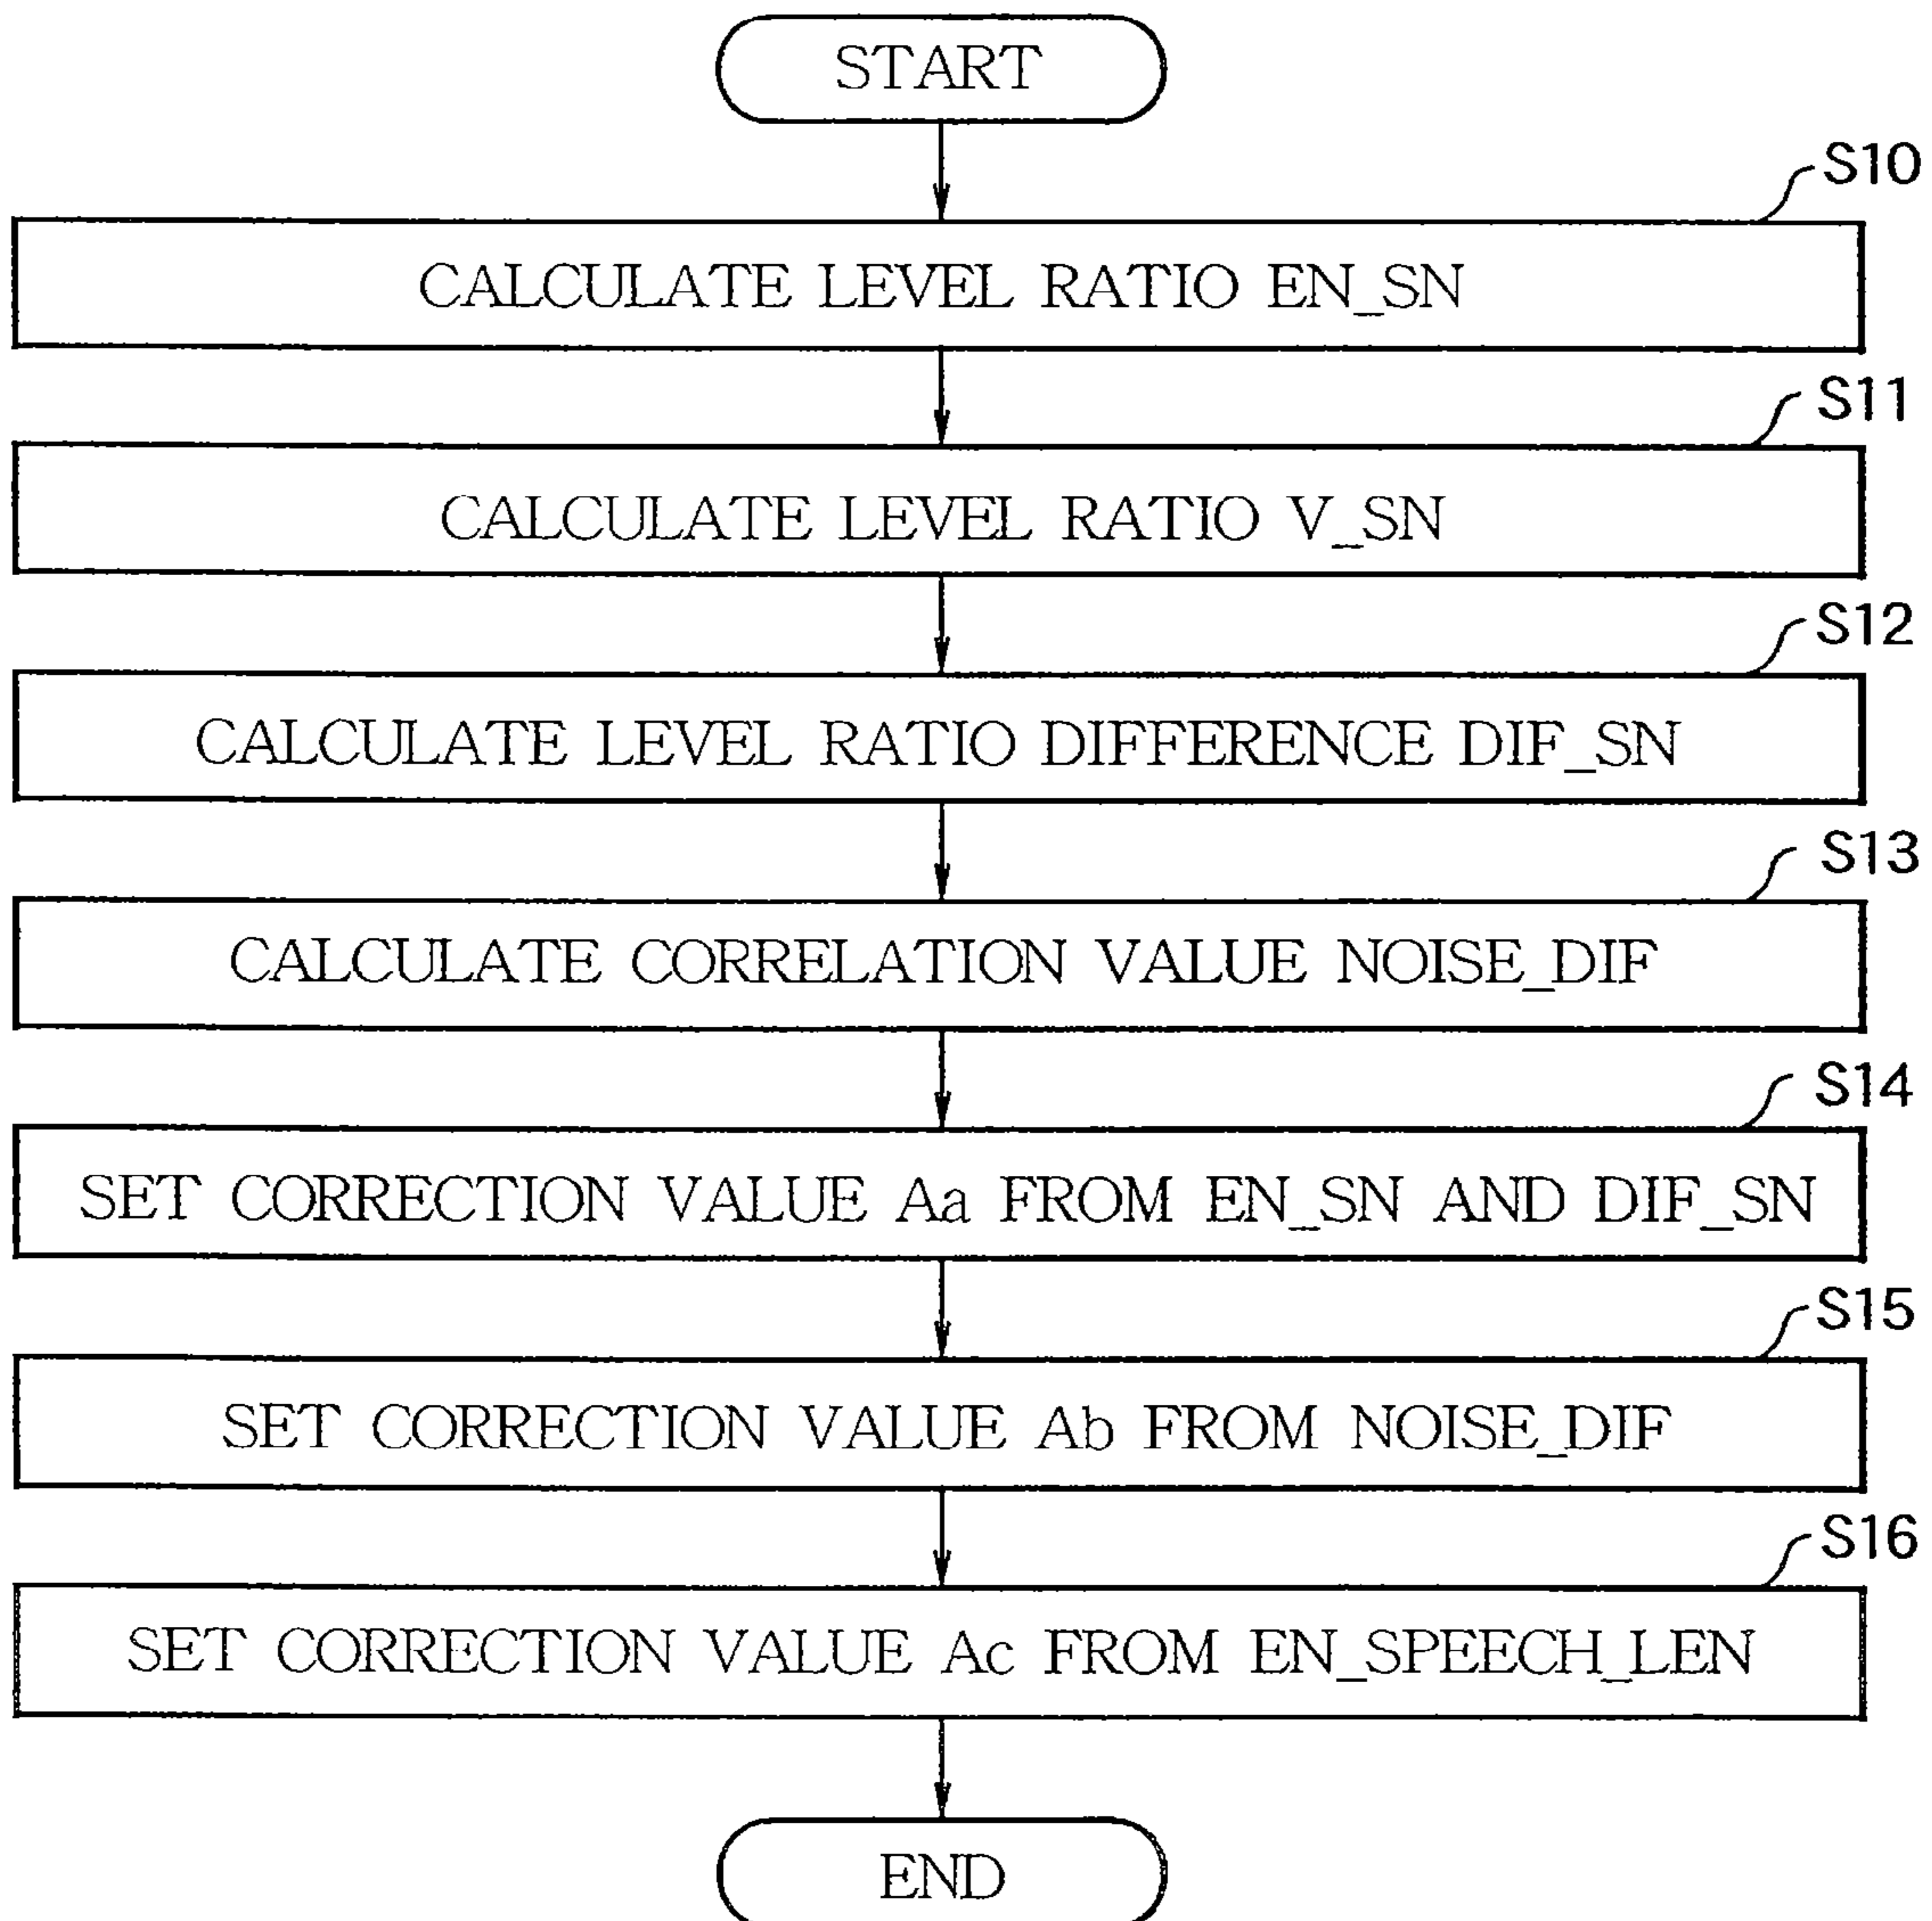 START
S10
CALCULATE LEVEL RATIO EN_SN
S11
CALCULATE LEVEL RATIO V_SN
S12
CALCULATE LEVEL RATIO DIFFERENCE DIF_SN
S13
CALCULATE CORRELATION VALUE NOISE_DIF
S14
SET CORRECTION VALUE Aa FROM EN_SN AND DIF_SN
S15
SET CORRECTION VALUE Ab FROM NOISE_DIF
S16
SET CORRECTION VALUE Ac FROM EN_SPEECH_LEN
END